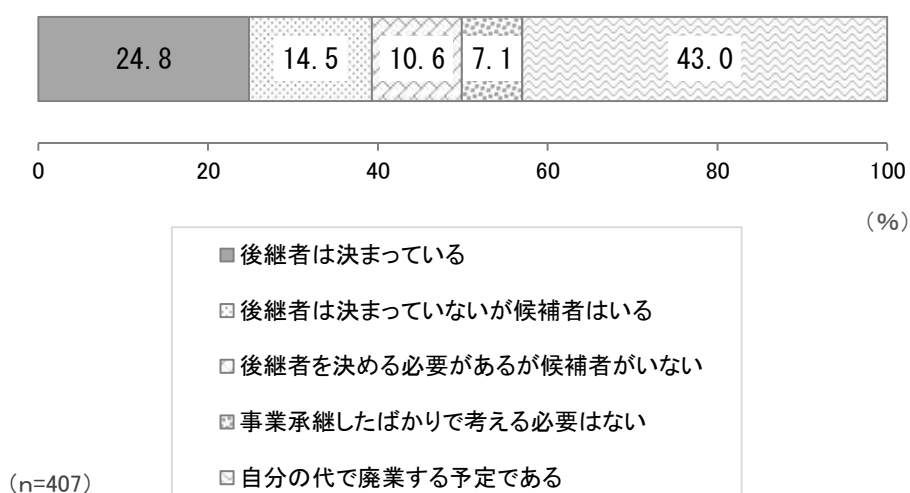 24.8 14.5 10.6 7.1 43.0
0 20 40 60 80 100
(%)
後継者は決まっている
後継者は決まっていないが候補者はいる
後継者を決める必要があるが候補者がいない
事業承継したばかりで考える必要はない
自分の代で廃業する予定である
(n=407)